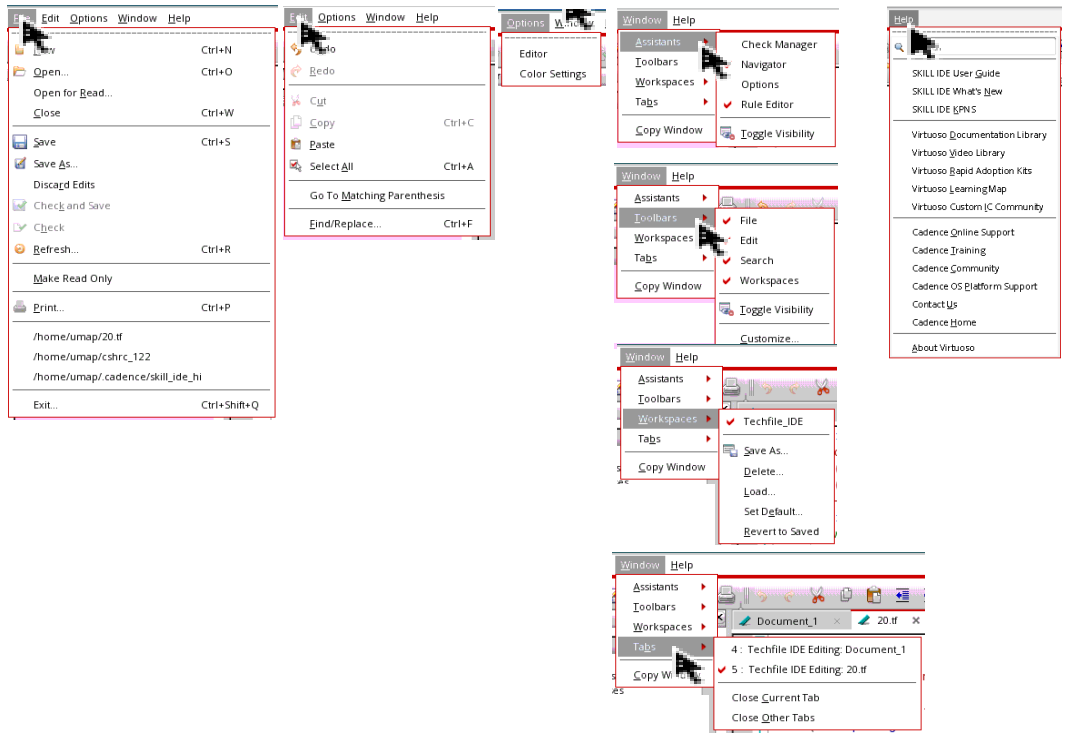 Edit Options Window Help
Ctrl+N
Open... Ctrl+O
Open for Read...
Close Ctrl+W
Save Ctrl+S
Save As...
Discard Edits
Check and Save
Check
Refresh... Ctrl+R
Make Read Only
Print... Ctrl+P
/home/umap/20.tf
/home/umap/cshrc_122
/home/umap/.cadence/skill_ide_hi
Exit... Ctrl+Shift+Q
Edit Options Window Help
Undo
Redo
Cut
Copy Ctrl+C
Paste
Select All Ctrl+A
Go To Matching Parenthesis
Find/Replace... Ctrl+F
Options
Editor
Color Settings
Window Help
Assistants
Toolbars
Workspaces
Tabs
Copy Window
Check Manager
Navigator
Options
Rule Editor
Toggle Visibility
Window Help
Assistants
Toolbars
Workspaces
Tabs
Copy Window
File
Edit
Search
Workspaces
Toggle Visibility
Customize...
Window Help
Assistants
Toolbars
Workspaces
Tabs
Copy Window
Techfile_IDE
Save As...
Delete...
Load...
Set Default...
Revert to Saved
Window Help
Assistants
Toolbars
Workspaces
Tabs
Copy
Document_1 20.tf
4 : Techfile IDE Editing: Document_1
5 : Techfile IDE Editing: 20.tf
Close Current Tab
Close Other Tabs
Help
SKILL IDE User Guide
SKILL IDE What's New
SKILL IDE KPNS
Virtuoso Documentation Library
Virtuoso Video Library
Virtuoso Rapid Adoption Kits
Virtuoso Learning Map
Virtuoso Custom IC Community
Cadence Online Support
Cadence Training
Cadence Community
Cadence OS Platform Support
Contact Us
Cadence Home
About Virtuoso